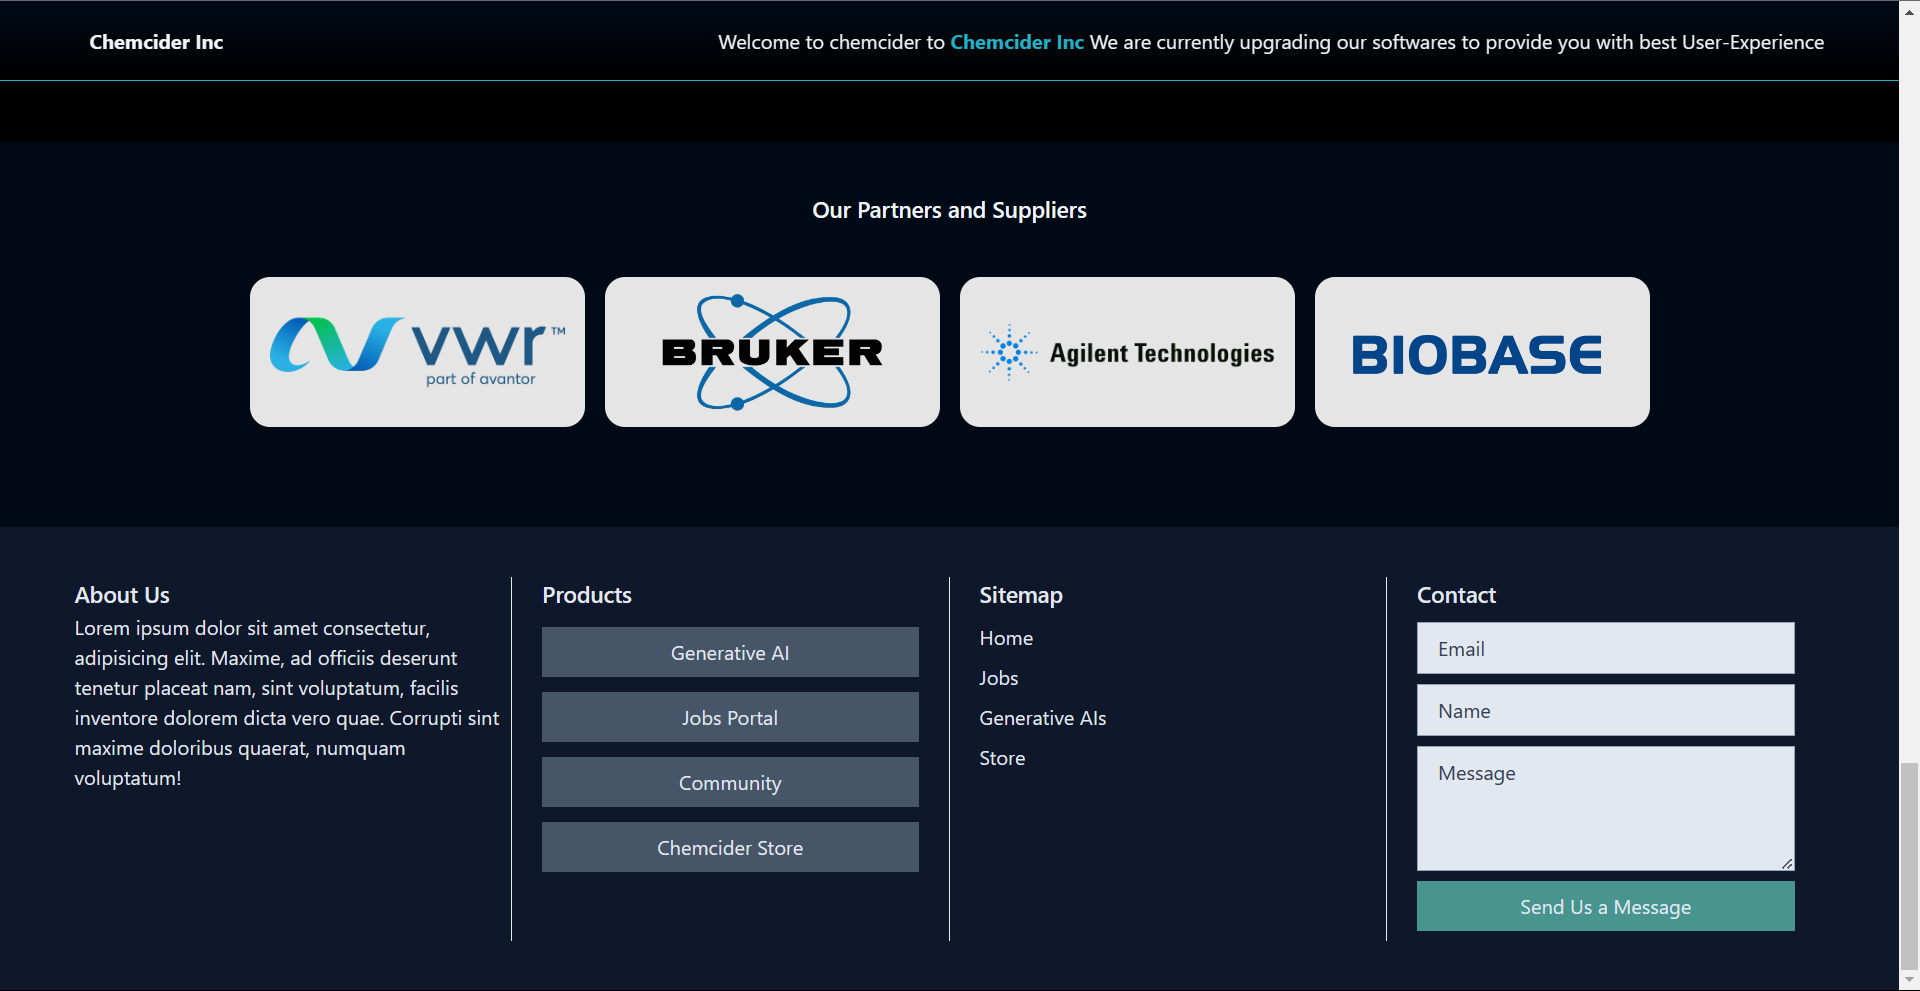 Chemcider Inc
Welcome to chemcider to Chemcider Inc We are currently upgrading our softwares to provide you with best User-Experience
Our Partners and Suppliers
vwr™
part of avantor
BRUKER
Agilent Technologies
BIOBASE
About Us
Lorem ipsum dolor sit amet consectetur,
adipisicing elit. Maxime, ad officiis deserunt
tenetur placeat nam, sint voluptatum, facilis
inventore dolorem dicta vero quae. Corrupti sint
maxime doloribus quaerat, numquam
voluptatum!
Products
Generative AI
Jobs Portal
Community
Chemcider Store
Sitemap
Home
Jobs
Generative AIs
Store
Contact
Email
Name
Message
Send Us a Message